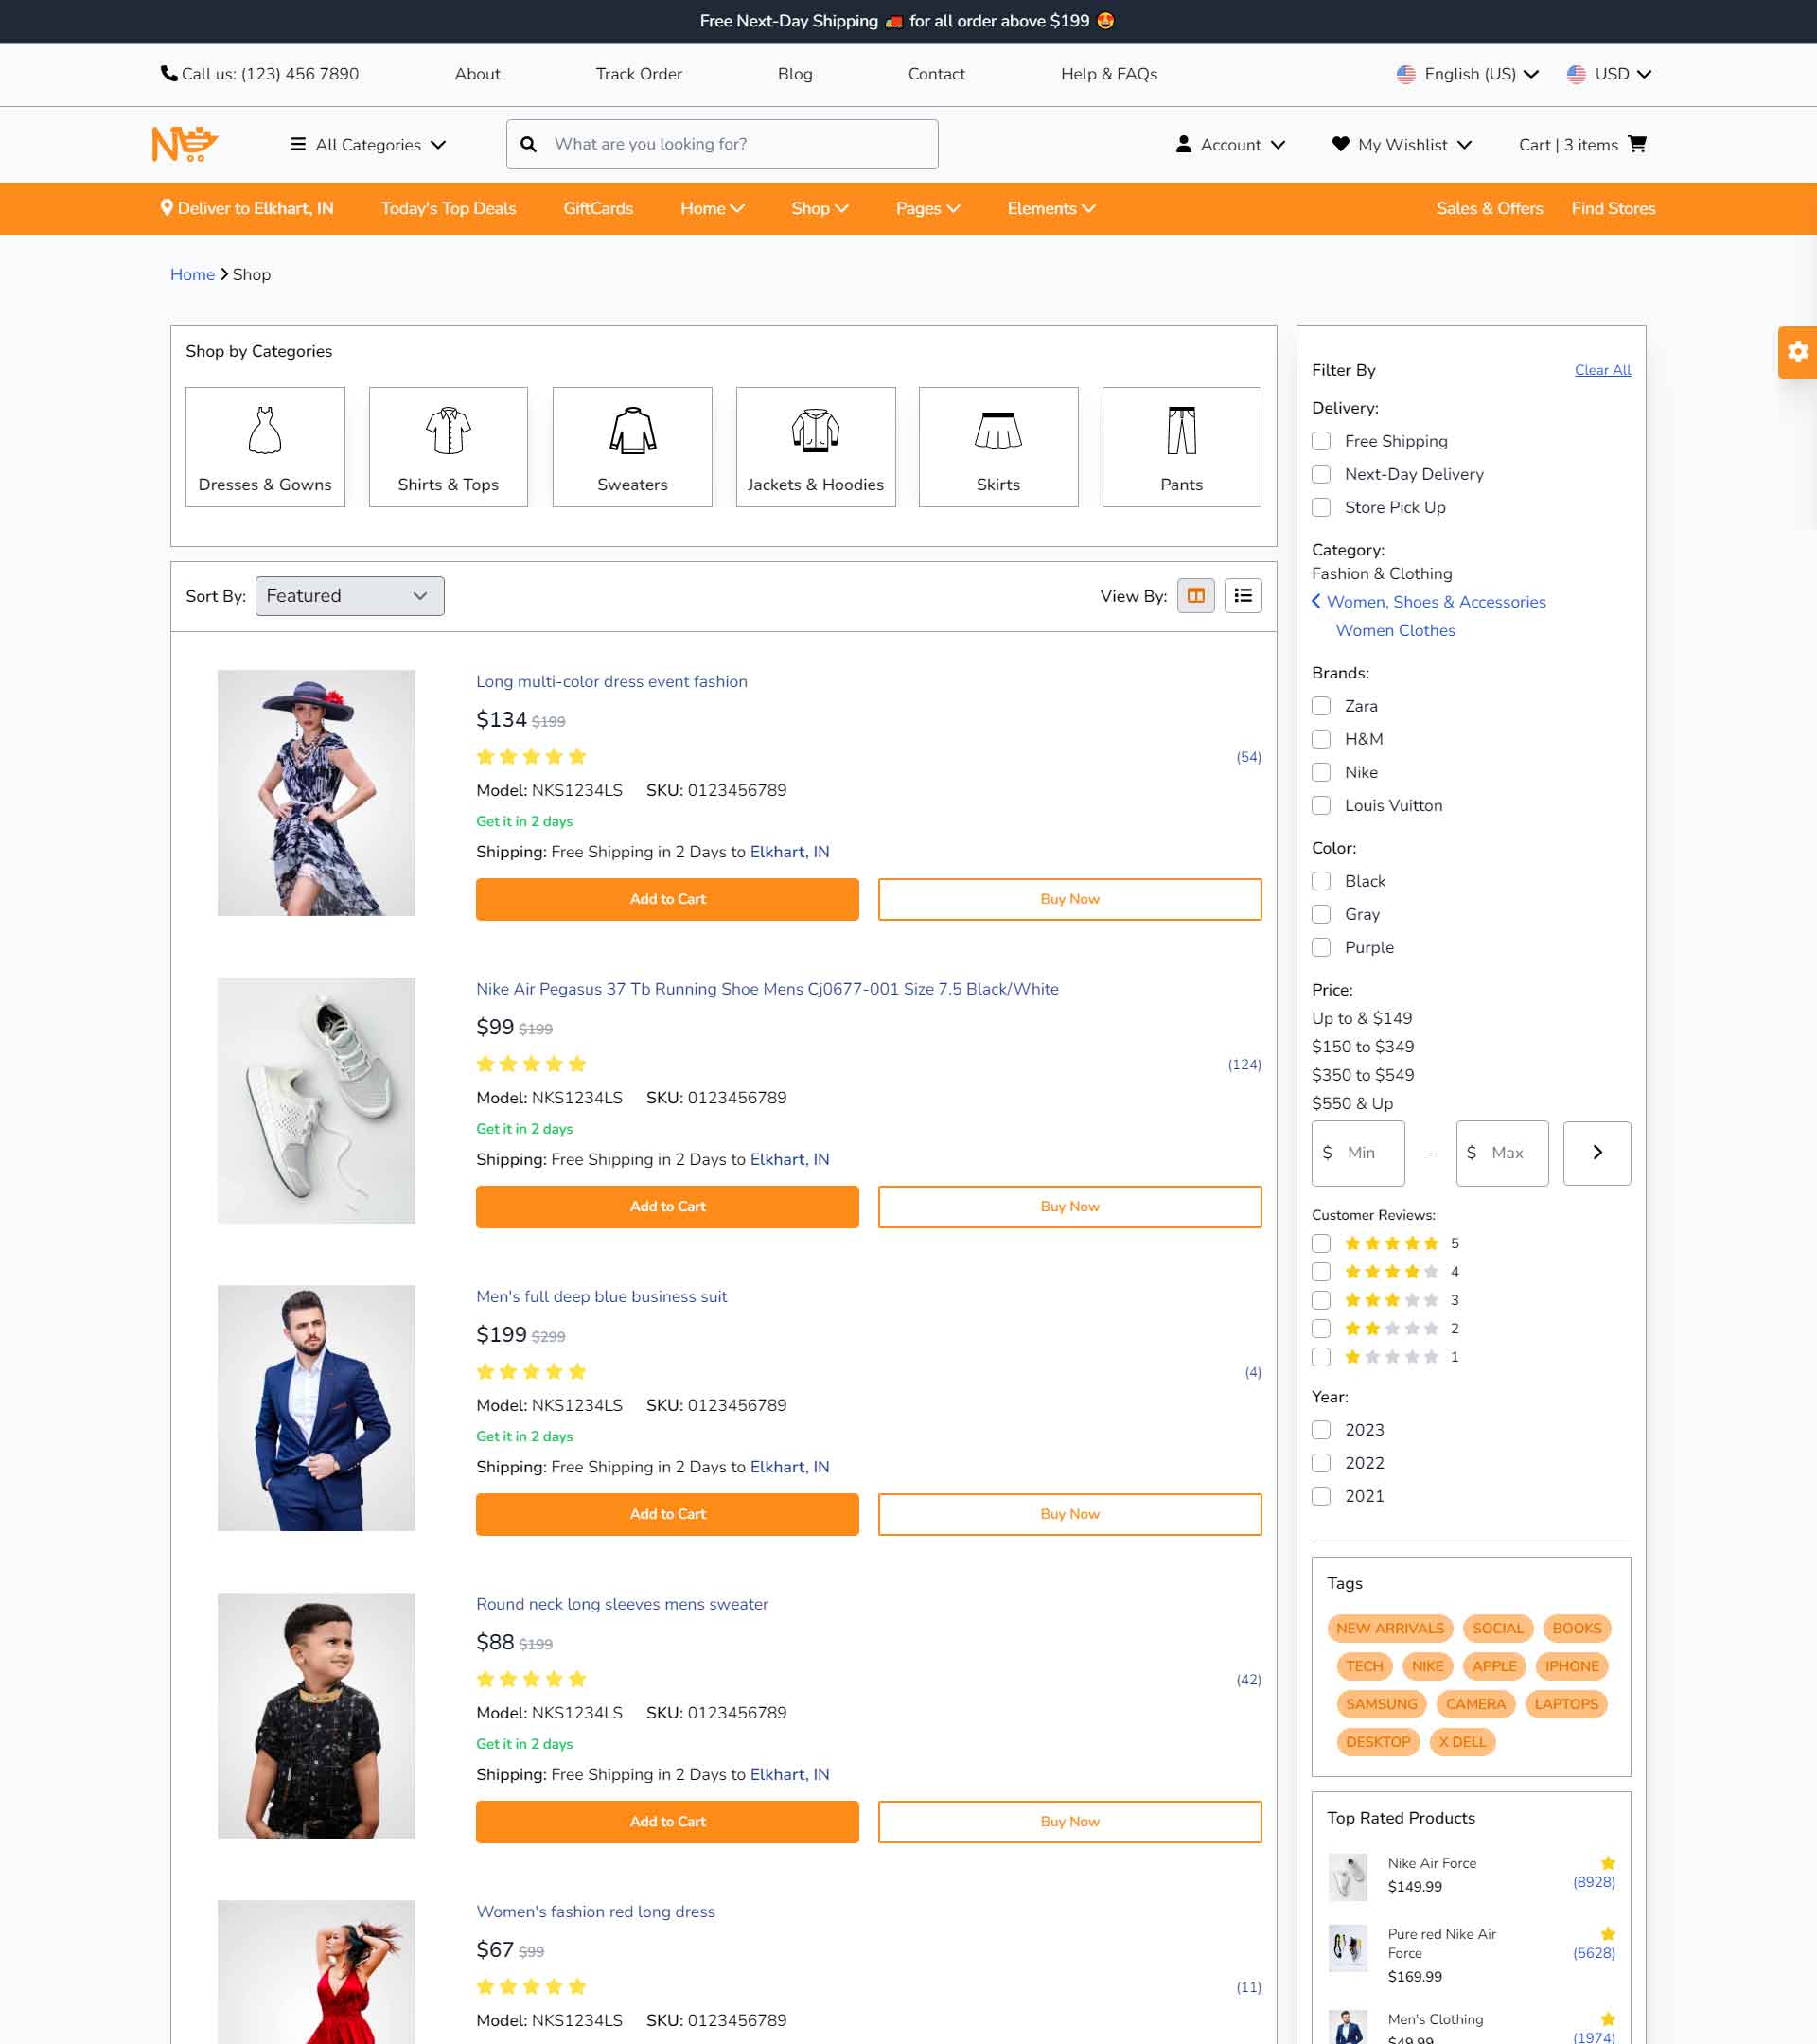 Free Next-Day Shipping 🚚 for all order above $199 😍
Call us: (123) 456 7890 About Track Order Blog Contact Help & FAQs English (US) USD
All Categories What are you looking for? Account My Wishlist Cart | 3 items
Deliver to Elkhart, IN Today's Top Deals GiftCards Home Shop Pages Elements Sales & Offers Find Stores
Home Shop
Shop by Categories
Dresses & Gowns Shirts & Tops Sweaters Jackets & Hoodies Skirts Pants
Sort By: Featured View By:
Long multi-color dress event fashion
$134 $199
(54)
Model: NKS1234LS SKU: 0123456789
Get it in 2 days
Shipping: Free Shipping in 2 Days to Elkhart, IN
Add to Cart Buy Now
Nike Air Pegasus 37 Tb Running Shoe Mens Cj0677-001 Size 7.5 Black/White
$99 $199
(124)
Model: NKS1234LS SKU: 0123456789
Get it in 2 days
Shipping: Free Shipping in 2 Days to Elkhart, IN
Add to Cart Buy Now
Men's full deep blue business suit
$199 $299
(4)
Model: NKS1234LS SKU: 0123456789
Get it in 2 days
Shipping: Free Shipping in 2 Days to Elkhart, IN
Add to Cart Buy Now
Round neck long sleeves mens sweater
$88 $199
(42)
Model: NKS1234LS SKU: 0123456789
Get it in 2 days
Shipping: Free Shipping in 2 Days to Elkhart, IN
Add to Cart Buy Now
Women's fashion red long dress
$67 $99
(11)
Model: NKS1234LS SKU: 0123456789
Filter By Clear All
Delivery:
Free Shipping
Next-Day Delivery
Store Pick Up
Category:
Fashion & Clothing
Women, Shoes & Accessories
Women Clothes
Brands:
Zara
H&M
Nike
Louis Vuitton
Color:
Black
Gray
Purple
Price:
Up to & $149
$150 to $349
$350 to $549
$550 & Up
$ Min - $ Max
Customer Reviews:
5
4
3
2
1
Year:
2023
2022
2021
Tags
NEW ARRIVALS SOCIAL BOOKS
TECH NIKE APPLE IPHONE
SAMSUNG CAMERA LAPTOPS
DESKTOP X DELL
Top Rated Products
Nike Air Force
$149.99 (8928)
Pure red Nike Air
Force (5628)
$169.99
Men's Clothing
$49.99 (1974)